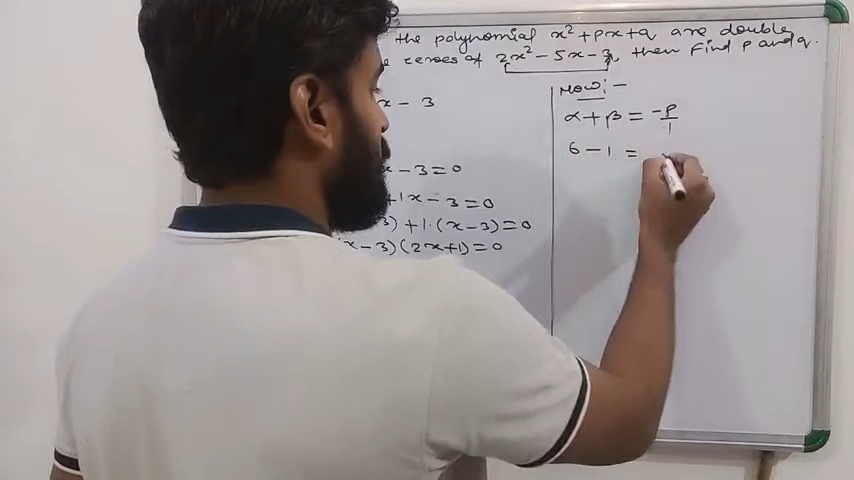 the polynomial x² + px + q are double
zeroes of 2x² - 5x - 3, then find p and q.
x - 3
x - 3 = 0
+ 1x - 3 = 0
3) + 1·(x - 3) = 0
(x - 3)(2x + 1) = 0
Now:-
α + β = -p/1
6 - 1 =